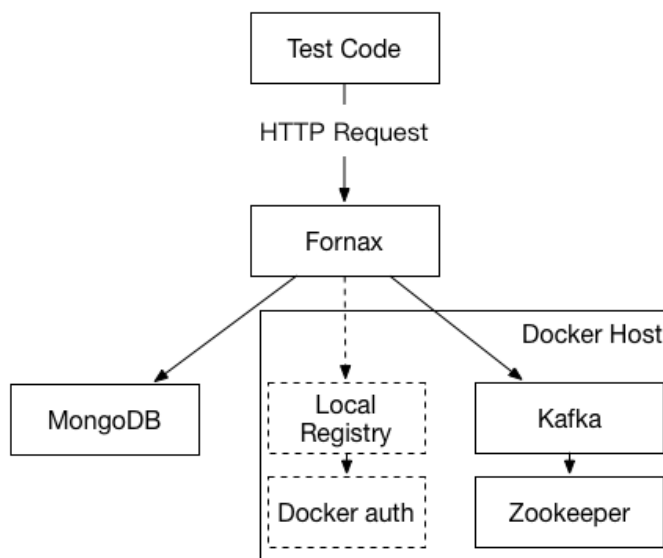 Test Code
HTTP Request
Fornax
Docker Host
MongoDB
Local
Registry
Kafka
Docker auth
Zookeeper